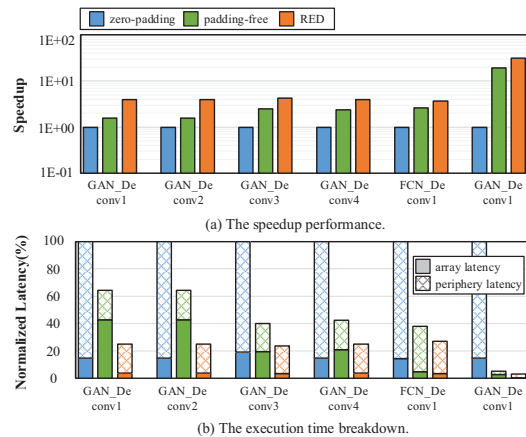 zero-padding padding-free RED
Speedup
1E+02
1E+01
1E+00
1E-01
GAN_De GAN_De GAN_De GAN_De FCN_De GAN_De
conv1 conv2 conv3 conv4 conv1 conv1
(a) The speedup performance.
Normalized Latency(%)
100
80
60
40
20
0
array latency
periphery latency
GAN_De GAN_De GAN_De GAN_De FCN_De GAN_De
conv1 conv2 conv3 conv4 conv1 conv1
(b) The execution time breakdown.